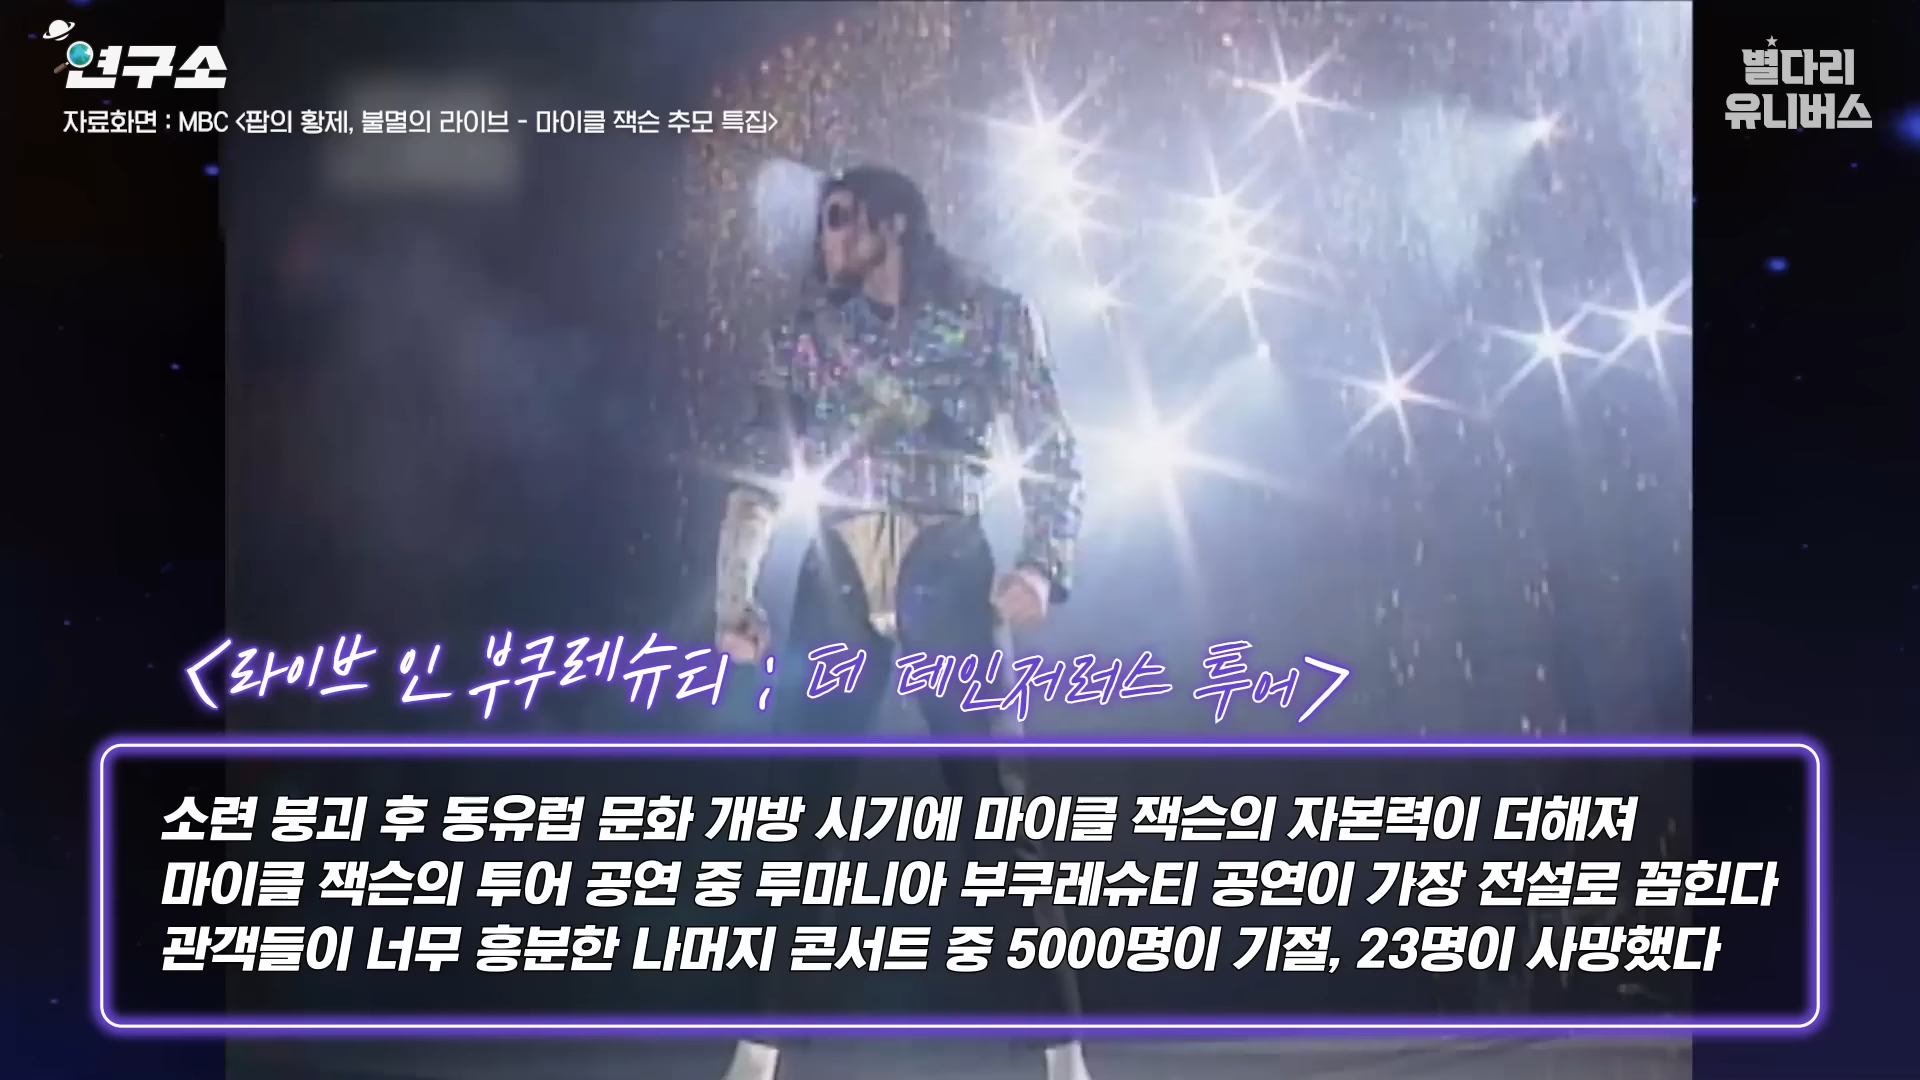 연구소
자료화면 : MBC <팝의 황제, 불멸의 라이브 - 마이클 잭슨 추모 특집>
별다리
유니버스
<라이브 인 부쿠레슈티 ; 더 데인저러스 투어>
소련 붕괴 후 동유럽 문화 개방 시기에 마이클 잭슨의 자본력이 더해져
마이클 잭슨의 투어 공연 중 루마니아 부쿠레슈티 공연이 가장 전설로 꼽힌다
관객들이 너무 흥분한 나머지 콘서트 중 5000명이 기절, 23명이 사망했다